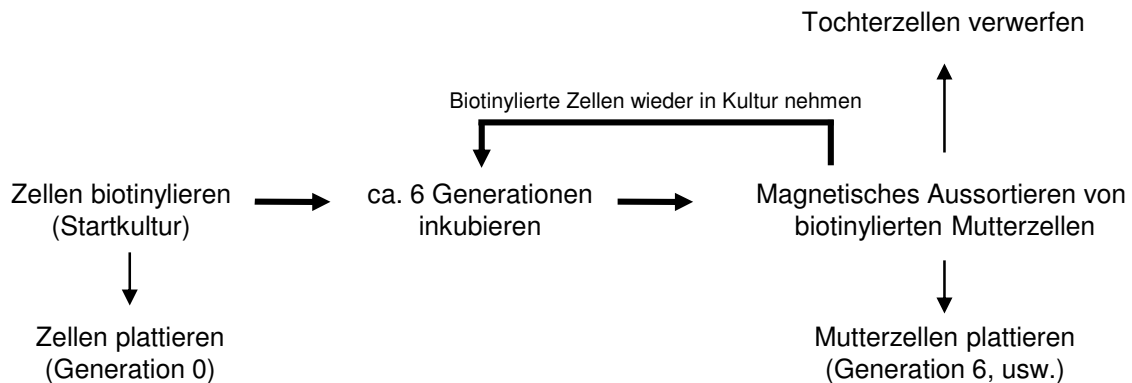 Tochterzellen verwerfen
Biotinylierte Zellen wieder in Kultur nehmen
Zellen biotinylieren
(Startkultur)
ca. 6 Generationen
inkubieren
Magnetisches Aussortieren von
biotinylierten Mutterzellen
Zellen plattieren
(Generation 0)
Mutterzellen plattieren
(Generation 6, usw.)